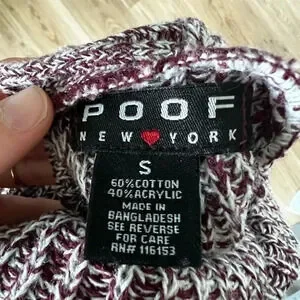 POOF
NEW YORK
S
60% COTTON
40% ACRYLIC
MADE IN
BANGLADESH
SEE REVERSE
FOR CARE
RN# 116153